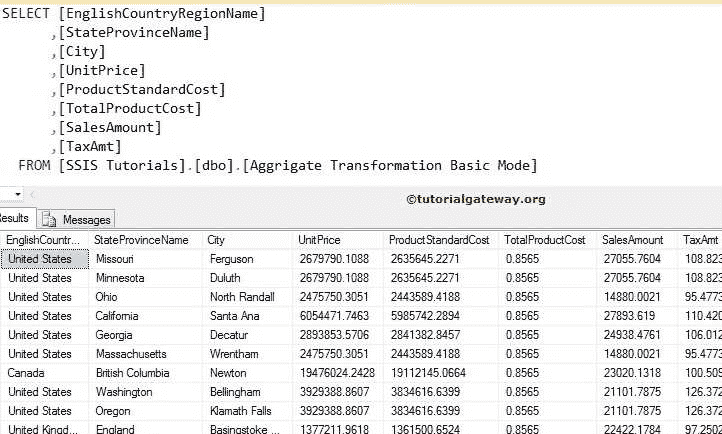 SELECT [EnglishCountryRegionName]
,[StateProvinceName]
,[City]
,[UnitPrice]
,[ProductStandardCost]
,[TotalProductCost]
,[SalesAmount]
,[TaxAmt]
FROM [SSIS Tutorials].[dbo].[Aggrigate Transformation Basic Mode]
©tutorialgateway.org
Results Messages
EnglishCountr... StateProvinceName City UnitPrice ProductStandardCost TotalProductCost SalesAmount TaxAmt
United States Missouri Ferguson 2679790.1088 2635645.2271 0.8565 27055.7604 108.823
United States Minnesota Duluth 2679790.1088 2635645.2271 0.8565 27055.7604 108.823
United States Ohio North Randall 2475750.3051 2443589.4188 0.8565 14880.0021 95.4773
United States California Santa Ana 6054471.7463 5985742.2894 0.8565 27893.619 110.420
United States Georgia Decatur 2893853.5706 2841382.8457 0.8565 24938.4761 106.012
United States Massachusetts Wrentham 2475750.3051 2443589.4188 0.8565 14880.0021 95.4773
Canada British Columbia Newton 19476024.2428 19112145.0664 0.8565 23020.1318 100.509
United States Washington Bellingham 3929388.8607 3834616.6399 0.8565 21101.7875 126.372
United States Oregon Klamath Falls 3929388.8607 3834616.6399 0.8565 21101.7875 126.372
United Kingd... England Basingstoke ... 1377211.9618 1361500.6524 0.8565 22422.1784 97.2502